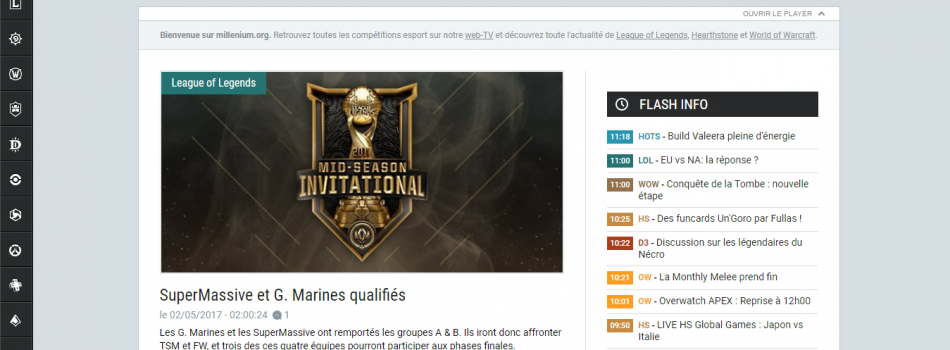 OUVRIR LE PLAYER
Bienvenue sur millenium.org. Retrouvez toutes les compétitions esport sur notre web-TV et découvrez toute l'actualité de League of Legends, Hearthstone et World of Warcraft.
League of Legends
LEAGUE
LEGENDS
201
MID-SEASON
INVITATIONAL
SuperMassive et G. Marines qualifiés
le 02/05/2017 - 02:00:24 1
Les G. Marines et les SuperMassive ont remportés les groupes A & B. Ils iront donc affronter
TSM et FW, et trois des ces quatre équipes pourront participer aux phases finales.
FLASH INFO
11:18 HOTS - Build Valeera pleine d'énergie
11:00 LOL - EU vs NA: la réponse ?
11:00 WOW - Conquête de la Tombe : nouvelle
étape
10:25 HS - Des funcards Un'Goro par Fullas !
10:22 D3 - Discussion sur les légendaires du
Nécro
10:21 OW - La Monthly Melee prend fin
10:01 OW - Overwatch APEX : Reprise à 12h00
09:50 HS - LIVE HS Global Games : Japon vs
Italie